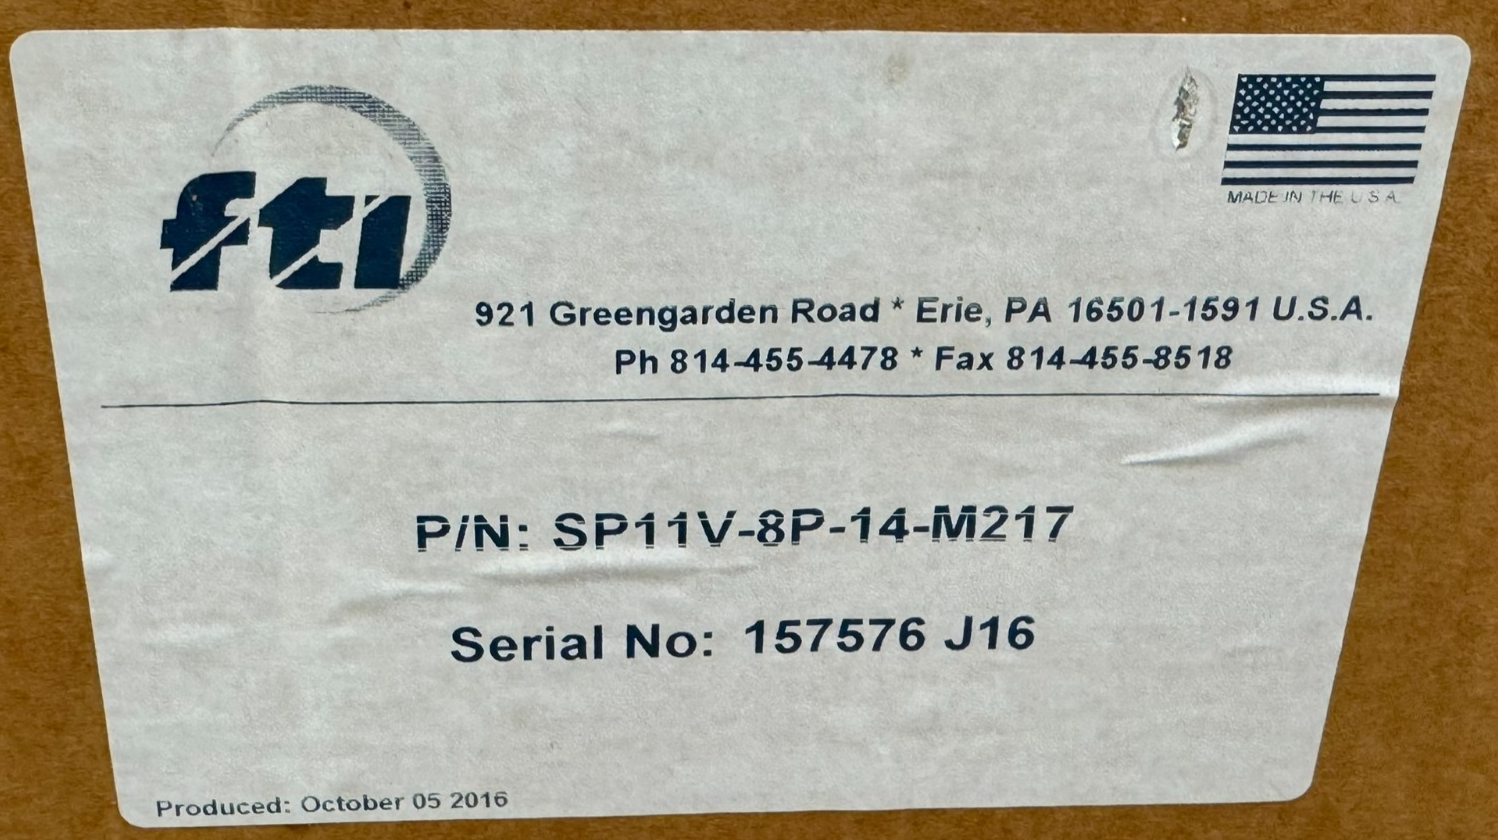 fti
MADE IN THE U.S.A.
921 Greengarden Road * Erie, PA 16501-1591 U.S.A.
Ph 814-455-4478 * Fax 814-455-8518
P/N: SP11V-8P-14-M217
Serial No: 157576 J16
Produced: October 05 2016